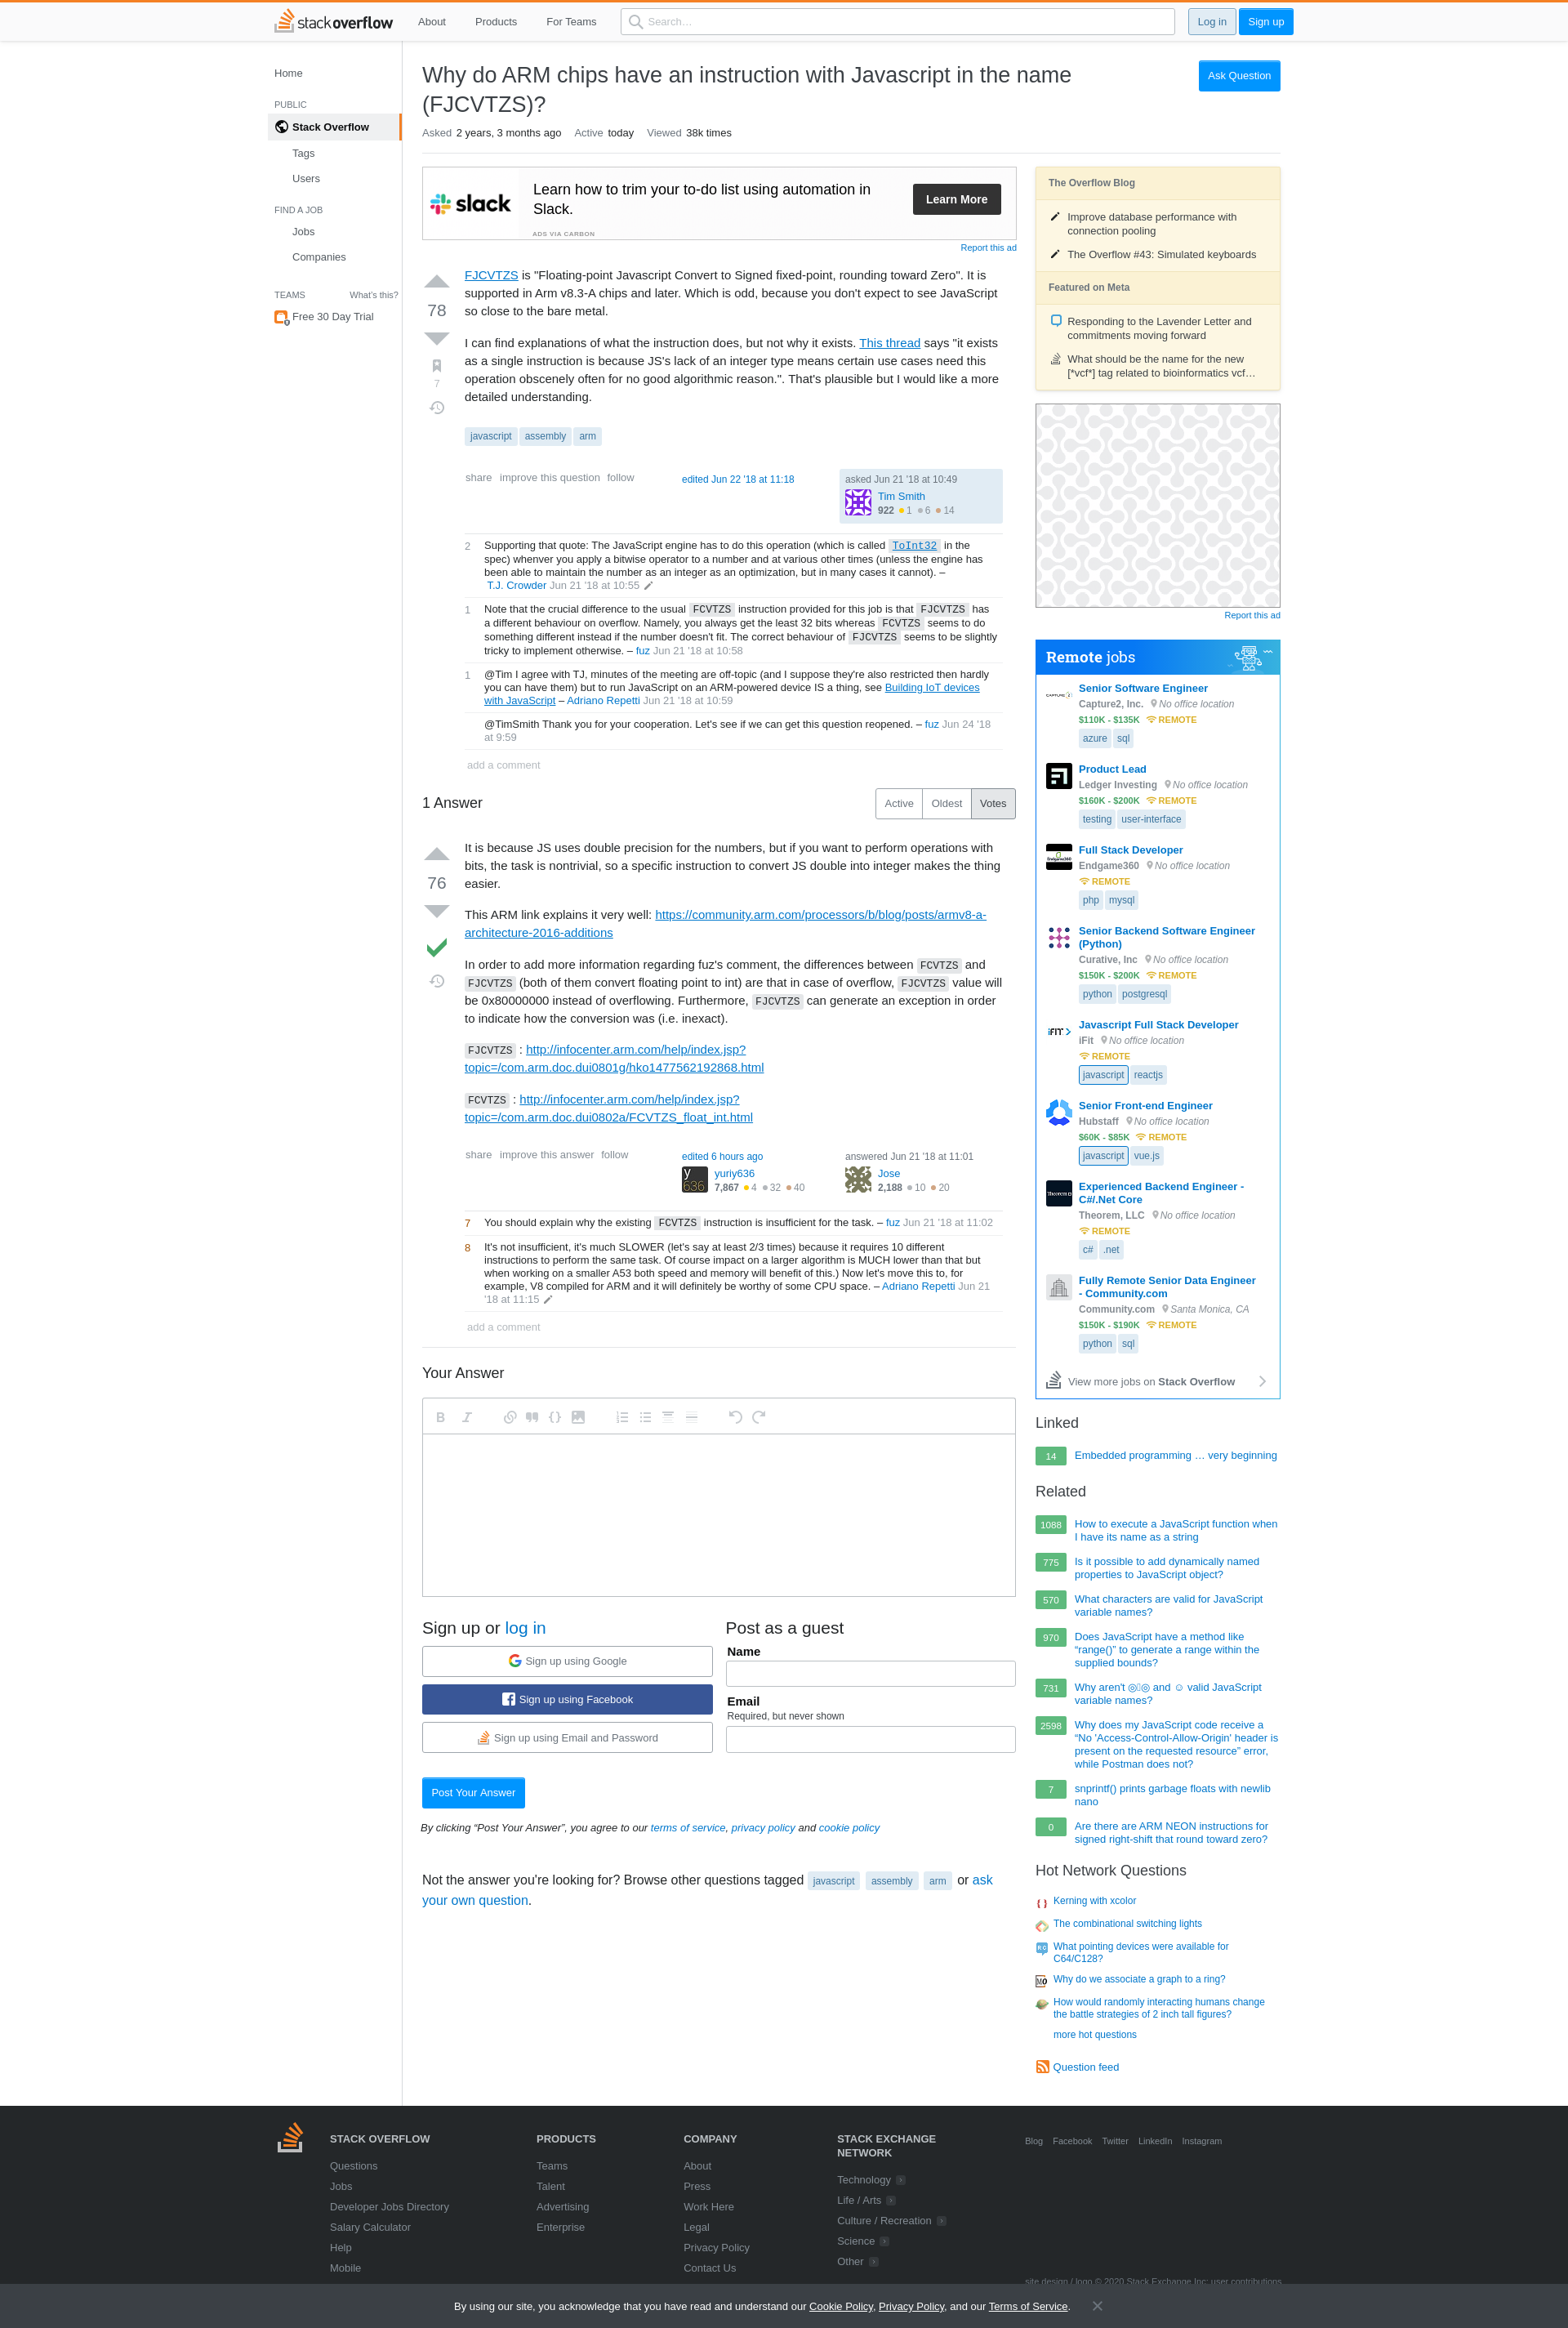 stackoverflow
About
Products
For Teams
Search…
Log in
Sign up
Home
PUBLIC
Stack Overflow
Tags
Users
FIND A JOB
Jobs
Companies
TEAMS
What's this?
Free 30 Day Trial
Why do ARM chips have an instruction with Javascript in the name
(FJCVTZS)?
Ask Question
Asked 2 years, 3 months ago Active today Viewed 38k times
slack
Learn how to trim your to-do list using automation in
Slack.
ADS VIA CARBON
Learn More
Report this ad
78
7
FJCVTZS is "Floating-point Javascript Convert to Signed fixed-point, rounding toward Zero". It is
supported in Arm v8.3-A chips and later. Which is odd, because you don't expect to see JavaScript
so close to the bare metal.
I can find explanations of what the instruction does, but not why it exists. This thread says "it exists
as a single instruction is because JS's lack of an integer type means certain use cases need this
operation obscenely often for no good algorithmic reason.". That's plausible but I would like a more
detailed understanding.
javascript assembly arm
share improve this question follow
edited Jun 22 '18 at 11:18
asked Jun 21 '18 at 10:49
Tim Smith
922 1 6 14
2
Supporting that quote: The JavaScript engine has to do this operation (which is called ToInt32 in the
spec) whenver you apply a bitwise operator to a number and at various other times (unless the engine has
been able to maintain the number as an integer as an optimization, but in many cases it cannot). –
T.J. Crowder Jun 21 '18 at 10:55
1
Note that the crucial difference to the usual FCVTZS instruction provided for this job is that FJCVTZS has
a different behaviour on overflow. Namely, you always get the least 32 bits whereas FCVTZS seems to do
something different instead if the number doesn't fit. The correct behaviour of FJCVTZS seems to be slightly
tricky to implement otherwise. – fuz Jun 21 '18 at 10:58
1
@Tim I agree with TJ, minutes of the meeting are off-topic (and I suppose they're also restricted then hardly
you can have them) but to run JavaScript on an ARM-powered device IS a thing, see Building IoT devices
with JavaScript – Adriano Repetti Jun 21 '18 at 10:59
@TimSmith Thank you for your cooperation. Let's see if we can get this question reopened. – fuz Jun 24 '18
at 9:59
add a comment
1 Answer
Active Oldest Votes
76
It is because JS uses double precision for the numbers, but if you want to perform operations with
bits, the task is nontrivial, so a specific instruction to convert JS double into integer makes the thing
easier.
This ARM link explains it very well: https://community.arm.com/processors/b/blog/posts/armv8-a-
architecture-2016-additions
In order to add more information regarding fuz's comment, the differences between FCVTZS and
FJCVTZS (both of them convert floating point to int) are that in case of overflow, FJCVTZS value will
be 0x80000000 instead of overflowing. Furthermore, FJCVTZS can generate an exception in order
to indicate how the conversion was (i.e. inexact).
FJCVTZS : http://infocenter.arm.com/help/index.jsp?
topic=/com.arm.doc.dui0801g/hko1477562192868.html
FCVTZS : http://infocenter.arm.com/help/index.jsp?
topic=/com.arm.doc.dui0802a/FCVTZS_float_int.html
share improve this answer follow
edited 6 hours ago
yuriy636
7,867 4 32 40
answered Jun 21 '18 at 11:01
Jose
2,188 10 20
7
You should explain why the existing FCVTZS instruction is insufficient for the task. – fuz Jun 21 '18 at 11:02
8
It's not insufficient, it's much SLOWER (let's say at least 2/3 times) because it requires 10 different
instructions to perform the same task. Of course impact on a larger algorithm is MUCH lower than that but
when working on a smaller A53 both speed and memory will benefit of this.) Now let's move this to, for
example, V8 compiled for ARM and it will definitely be worthy of some CPU space. – Adriano Repetti Jun 21
'18 at 11:15
add a comment
Your Answer
Sign up or log in
Sign up using Google
Sign up using Facebook
Sign up using Email and Password
Post as a guest
Name
Email
Required, but never shown
Post Your Answer
By clicking “Post Your Answer”, you agree to our terms of service, privacy policy and cookie policy
Not the answer you're looking for? Browse other questions tagged javascript assembly arm or ask
your own question.
The Overflow Blog
Improve database performance with
connection pooling
The Overflow #43: Simulated keyboards
Featured on Meta
Responding to the Lavender Letter and
commitments moving forward
What should be the name for the new
[*vcf*] tag related to bioinformatics vcf…
Report this ad
Remote jobs
Senior Software Engineer
Capture2, Inc. No office location
$110K - $135K REMOTE
azure sql
Product Lead
Ledger Investing No office location
$160K - $200K REMOTE
testing user-interface
Full Stack Developer
Endgame360 No office location
REMOTE
php mysql
Senior Backend Software Engineer
(Python)
Curative, Inc No office location
$150K - $200K REMOTE
python postgresql
iFIT
Javascript Full Stack Developer
iFit No office location
REMOTE
javascript reactjs
Senior Front-end Engineer
Hubstaff No office location
$60K - $85K REMOTE
javascript vue.js
Experienced Backend Engineer -
C#/.Net Core
Theorem, LLC No office location
REMOTE
c# .net
Fully Remote Senior Data Engineer
- Community.com
Community.com Santa Monica, CA
$150K - $190K REMOTE
python sql
View more jobs on Stack Overflow
Linked
14 Embedded programming … very beginning
Related
1088 How to execute a JavaScript function when
I have its name as a string
775 Is it possible to add dynamically named
properties to JavaScript object?
570 What characters are valid for JavaScript
variable names?
970 Does JavaScript have a method like
“range()” to generate a range within the
supplied bounds?
731 Why aren't ◎ ◎ and ☺ valid JavaScript
variable names?
2598 Why does my JavaScript code receive a
“No 'Access-Control-Allow-Origin' header is
present on the requested resource” error,
while Postman does not?
7 snprintf() prints garbage floats with newlib
nano
0 Are there are ARM NEON instructions for
signed right-shift that round toward zero?
Hot Network Questions
Kerning with xcolor
The combinational switching lights
What pointing devices were available for
C64/C128?
Why do we associate a graph to a ring?
How would randomly interacting humans change
the battle strategies of 2 inch tall figures?
more hot questions
Question feed
STACK OVERFLOW
Questions
Jobs
Developer Jobs Directory
Salary Calculator
Help
Mobile
PRODUCTS
Teams
Talent
Advertising
Enterprise
COMPANY
About
Press
Work Here
Legal
Privacy Policy
Contact Us
STACK EXCHANGE
NETWORK
Technology
Life / Arts
Culture / Recreation
Science
Other
Blog Facebook Twitter LinkedIn Instagram
site design / logo © 2020 Stack Exchange Inc; user contributions
By using our site, you acknowledge that you have read and understand our Cookie Policy, Privacy Policy, and our Terms of Service.